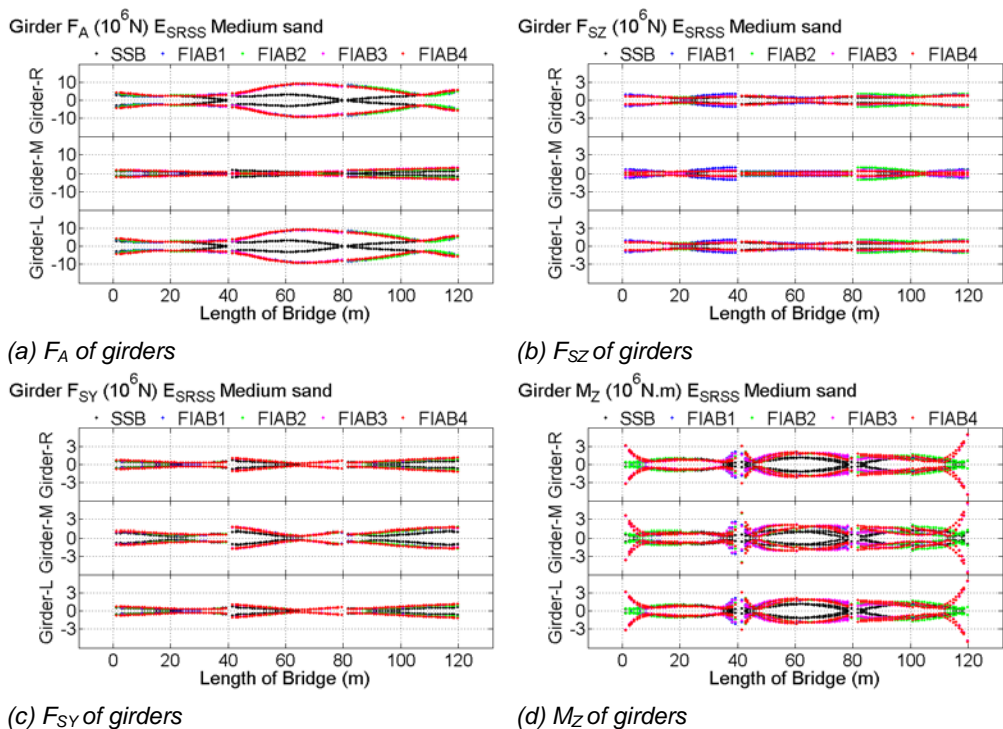 Girder F_A (10^6N) E_SRSS Medium sand
SSB FIAB1 FIAB2 FIAB3 FIAB4
Girder-R
10
0
-10
Girder-M
10
0
-10
Girder-L
10
0
-10
0 20 40 60 80 100 120
Length of Bridge (m)
(a) F_A of girders
Girder F_SZ (10^6N) E_SRSS Medium sand
SSB FIAB1 FIAB2 FIAB3 FIAB4
Girder-R
3
0
-3
Girder-M
3
0
-3
Girder-L
3
0
-3
0 20 40 60 80 100 120
Length of Bridge (m)
(b) F_SZ of girders
Girder F_SY (10^6N) E_SRSS Medium sand
SSB FIAB1 FIAB2 FIAB3 FIAB4
Girder-R
3
0
-3
Girder-M
3
0
-3
Girder-L
3
0
-3
0 20 40 60 80 100 120
Length of Bridge (m)
(c) F_SY of girders
Girder M_Z (10^6N.m) E_SRSS Medium sand
SSB FIAB1 FIAB2 FIAB3 FIAB4
Girder-R
3
0
-3
Girder-M
3
0
-3
Girder-L
3
0
-3
0 20 40 60 80 100 120
Length of Bridge (m)
(d) M_Z of girders